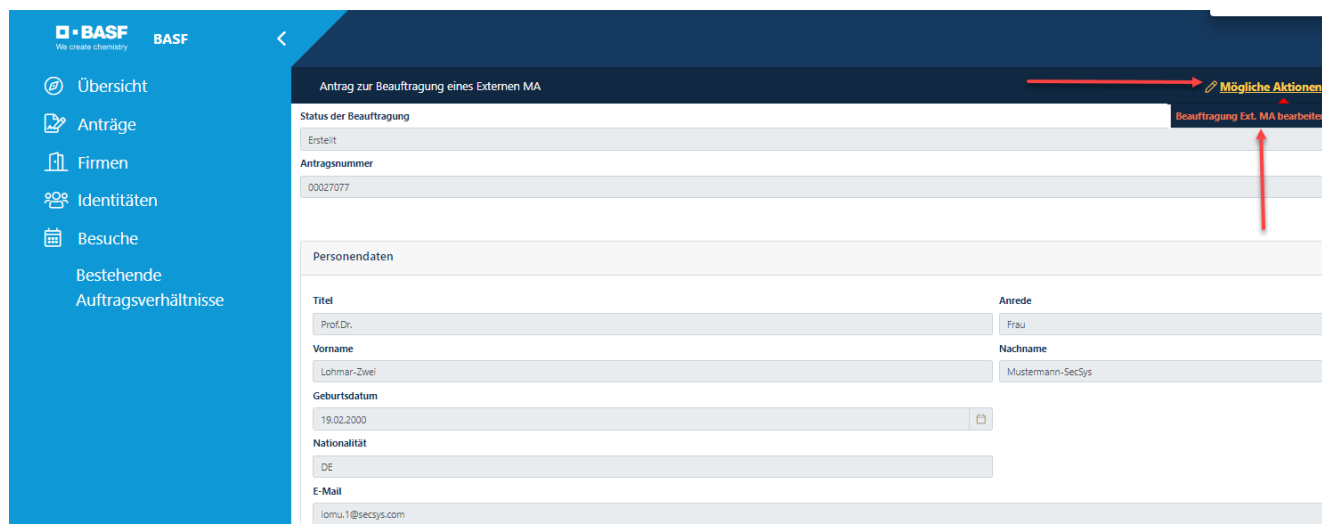 BASF
We create chemistry
BASF
Übersicht
Anträge
Firmen
Identitäten
Besuche
Bestehende
Auftragsverhältnisse
Antrag zur Beauftragung eines Externen MA
Mögliche Aktionen
Beauftragung Ext. MA bearbeiten
Status der Beauftragung
Erstellt
Antragsnummer
00027077
Personendaten
Titel
Anrede
Prof.Dr.
Frau
Vorname
Nachname
Lohmar-Zwei
Mustermann-SecSys
Geburtsdatum
19.02.2000
Nationalität
DE
E-Mail
lomu.1@secsys.com